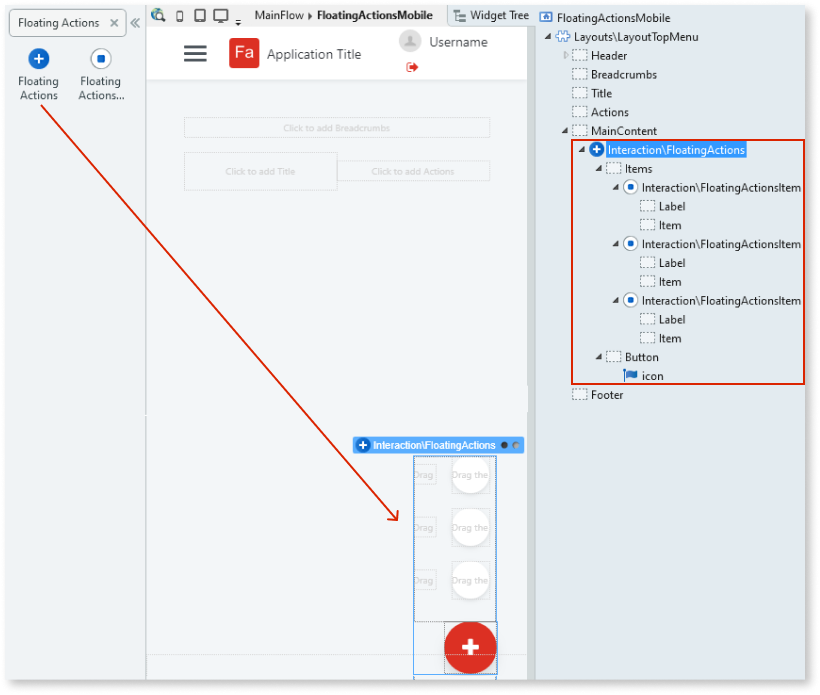 Floating Actions
Floating
Actions
Floating
Actions...
MainFlow
FloatingActionsMobile
Fa
Application Title
Username
Click to add Breadcrumbs
Click to add Title
Click to add Actions
Interaction\FloatingActions
Drag
Drag the
Drag
Drag the
Drag
Drag the
Widget Tree
FloatingActionsMobile
Layouts\LayoutTopMenu
Header
Breadcrumbs
Title
Actions
MainContent
Interaction\FloatingActions
Items
Interaction\FloatingActionsItem
Label
Item
Interaction\FloatingActionsItem
Label
Item
Interaction\FloatingActionsItem
Label
Item
Button
icon
Footer